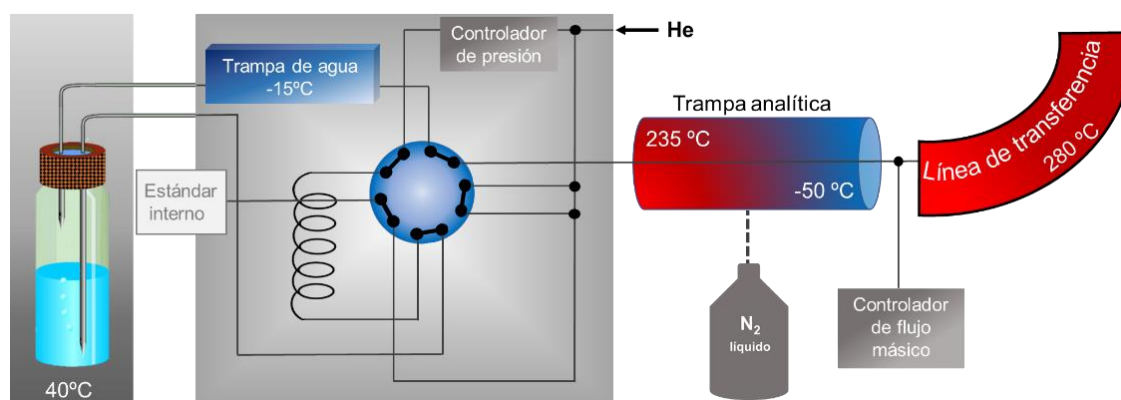 Controlador
de presión
He
Trampa de agua
-15ºC
Trampa analítica
235 ºC
-50 ºC
Línea de transferencia
280 ºC
Estándar
interno
N2
líquido
Controlador
de flujo
másico
40ºC